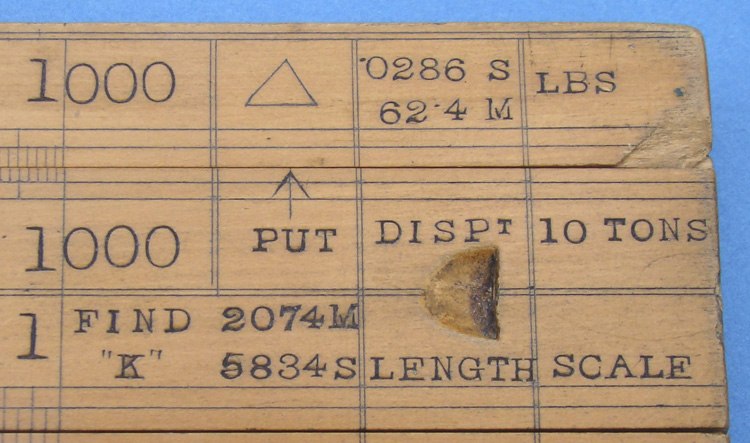 1000 △ ·0286 S LBS
62·4 M
1000 PUT DISPT 10 TONS
1 FIND 2074M
"K" 5834S LENGTH SCALE